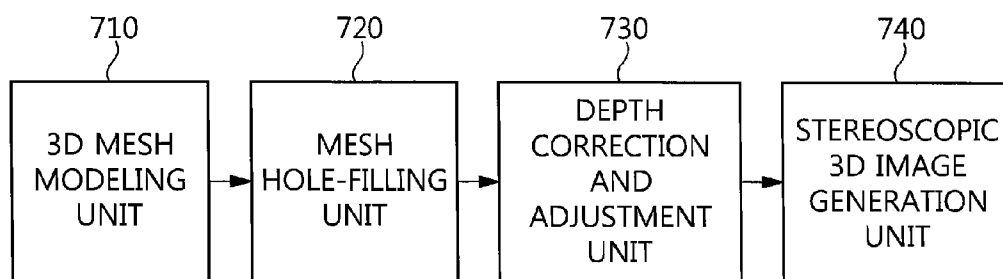 710
720
730
740
3D MESH
MODELING
UNIT
MESH
HOLE-FILLING
UNIT
DEPTH
CORRECTION
AND
ADJUSTMENT
UNIT
STEREOSCOPIC
3D IMAGE
GENERATION
UNIT